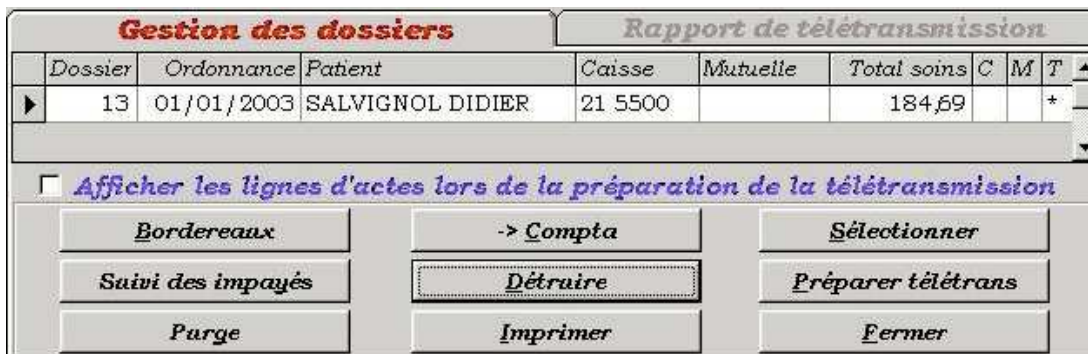 Gestion des dossiers Rapport de télétransmission
Dossier Ordonnance Patient Caisse Mutuelle Total soins C M T
13 01/01/2003 SALVIGNOL DIDIER 21 5500 184,69 *
Afficher les lignes d'actes lors de la préparation de la télétransmission
Bordereaux -> Compta Sélectionner
Suivi des impayés Détruire Préparer télétrans
Purge Imprimer Fermer